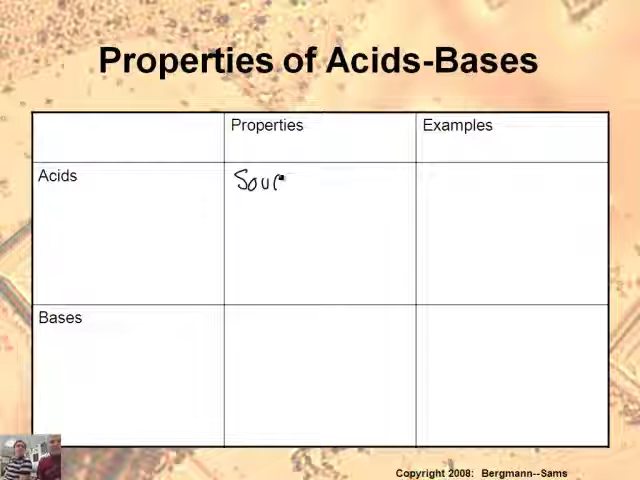 Properties of Acids-Bases
Properties Examples
Acids Sour
Bases
Copyright 2008: Bergmann--Sams